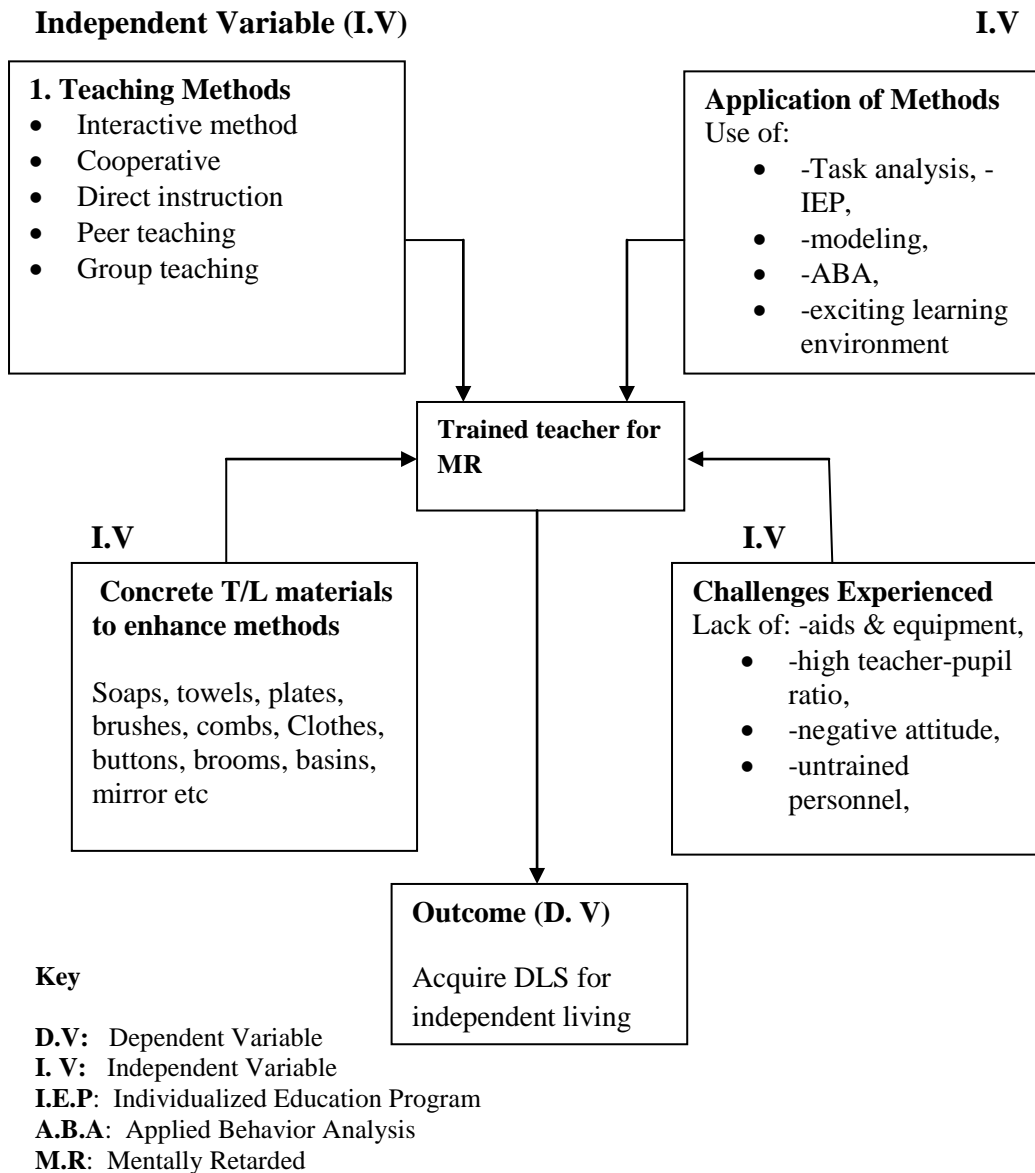 Independent Variable (I.V)
I.V
1. Teaching Methods
• Interactive method
• Cooperative
• Direct instruction
• Peer teaching
• Group teaching
Application of Methods
Use of:
• -Task analysis, -
IEP,
• -modeling,
• -ABA,
• -exciting learning
environment
Trained teacher for
MR
I.V
Concrete T/L materials
to enhance methods
Soaps, towels, plates,
brushes, combs, Clothes,
buttons, brooms, basins,
mirror etc
I.V
Challenges Experienced
Lack of: -aids & equipment,
• -high teacher-pupil
ratio,
• -negative attitude,
• -untrained
personnel,
Outcome (D. V)
Acquire DLS for
independent living
Key
D.V: Dependent Variable
I. V: Independent Variable
I.E.P: Individualized Education Program
A.B.A: Applied Behavior Analysis
M.R: Mentally Retarded